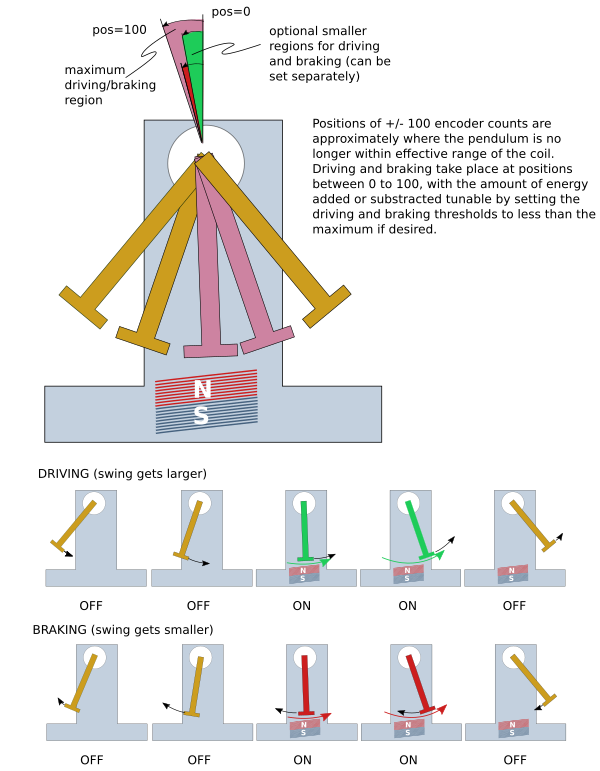 pos=0
pos=100
optional smaller
regions for driving
and braking (can be
set separately)
maximum
driving/braking
region
Positions of +/- 100 encoder counts are
approximately where the pendulum is no
longer within effective range of the coil.
Driving and braking take place at positions
between 0 to 100, with the amount of energy
added or substracted tunable by setting the
driving and braking thresholds to less than the
maximum if desired.
N
S
DRIVING (swing gets larger)
N
S
N
S
OFF
OFF
ON
ON
OFF
BRAKING (swing gets smaller)
N
S
N
S
N
S
OFF
OFF
ON
ON
OFF